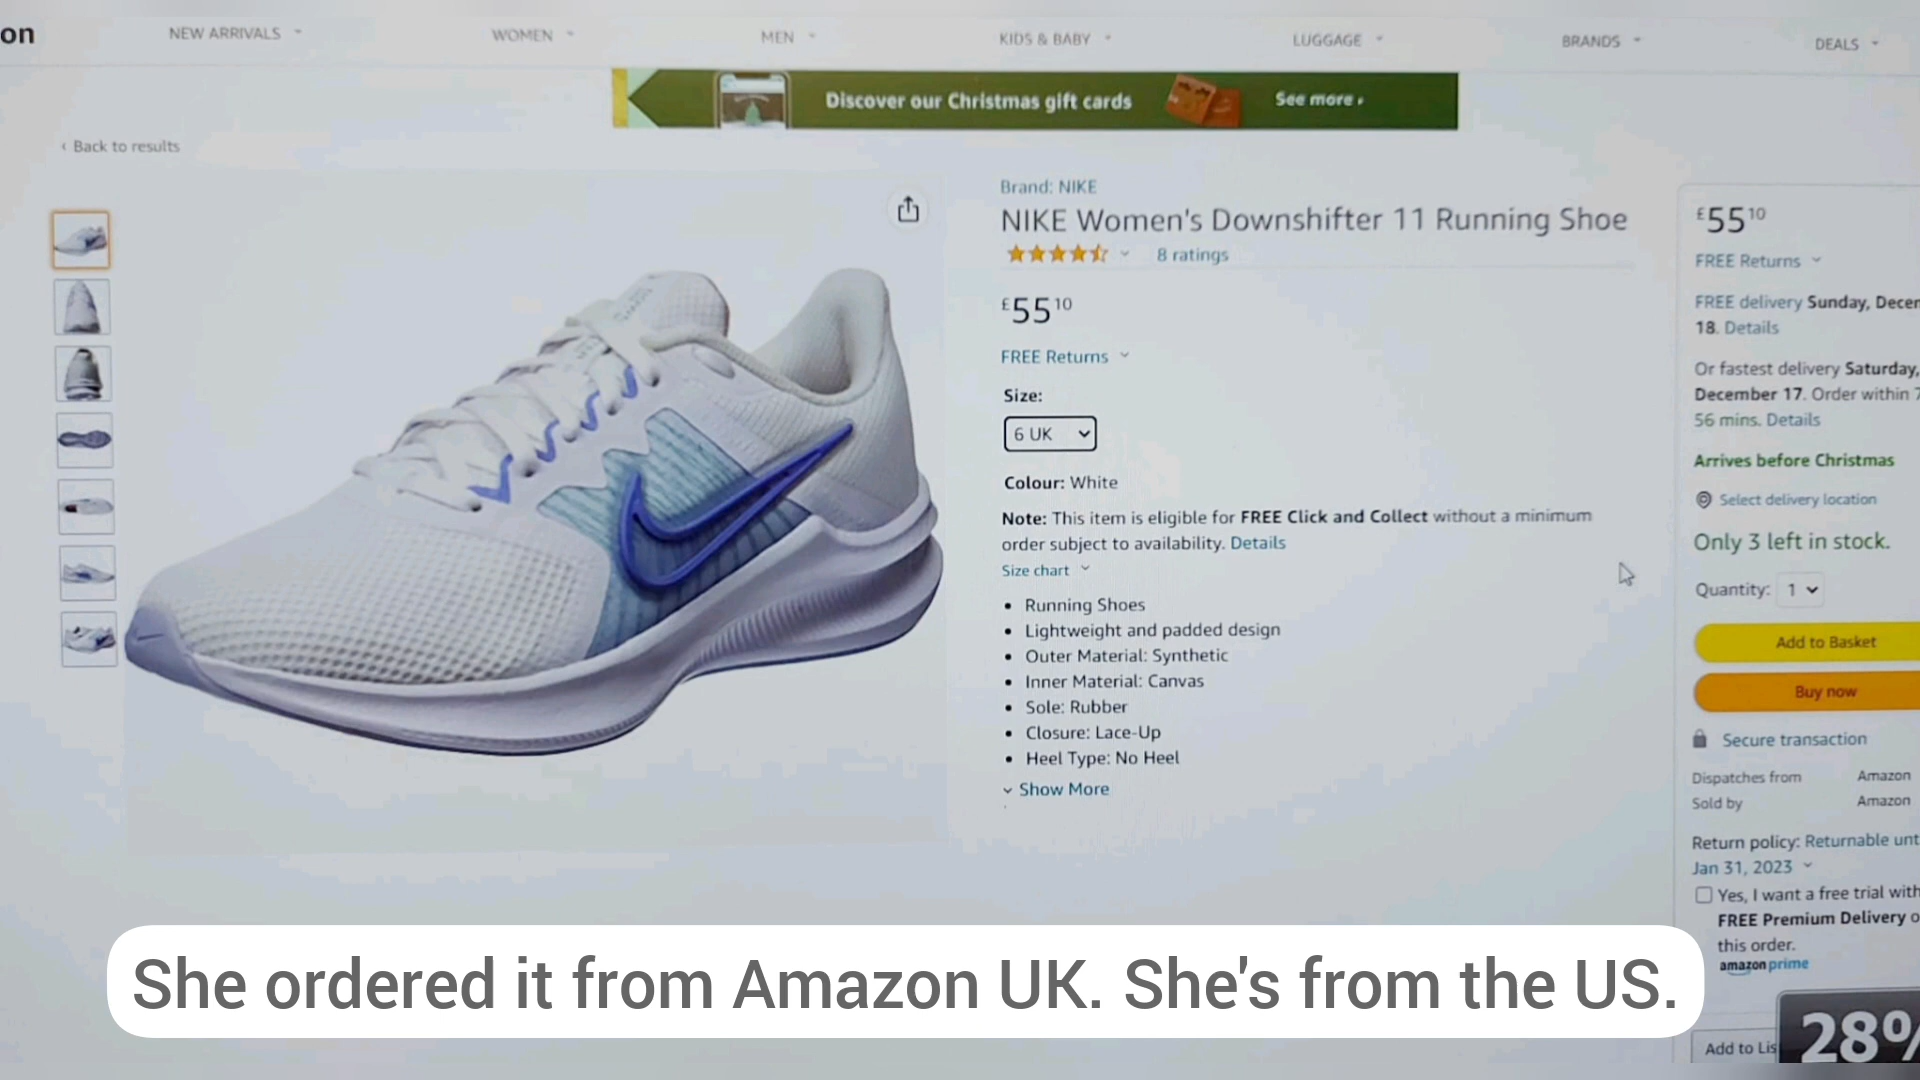 on
NEW ARRIVALS
WOMEN
MEN
KIDS & BABY
LUGGAGE
BRANDS
DEALS
Discover our Christmas gift cards
See more
‹ Back to results
Brand: NIKE
NIKE Women's Downshifter 11 Running Shoe
8 ratings
£55 10
FREE Returns
Size:
6 UK
Colour: White
Note: This item is eligible for FREE Click and Collect without a minimum
order subject to availability. Details
Size chart
• Running Shoes
• Lightweight and padded design
• Outer Material: Synthetic
• Inner Material: Canvas
• Sole: Rubber
• Closure: Lace-Up
• Heel Type: No Heel
Show More
£55 10
FREE Returns
FREE delivery Sunday, Decem
18. Details
Or fastest delivery Saturday,
December 17. Order within 7
56 mins. Details
Arrives before Christmas
Select delivery location
Only 3 left in stock.
Quantity: 1
Add to Basket
Buy now
Secure transaction
Dispatches from Amazon
Sold by Amazon
Return policy: Returnable unt
Jan 31, 2023
Yes, I want a free trial with
FREE Premium Delivery o
this order.
amazon prime
Add to Lis
28%
She ordered it from Amazon UK. She's from the US.